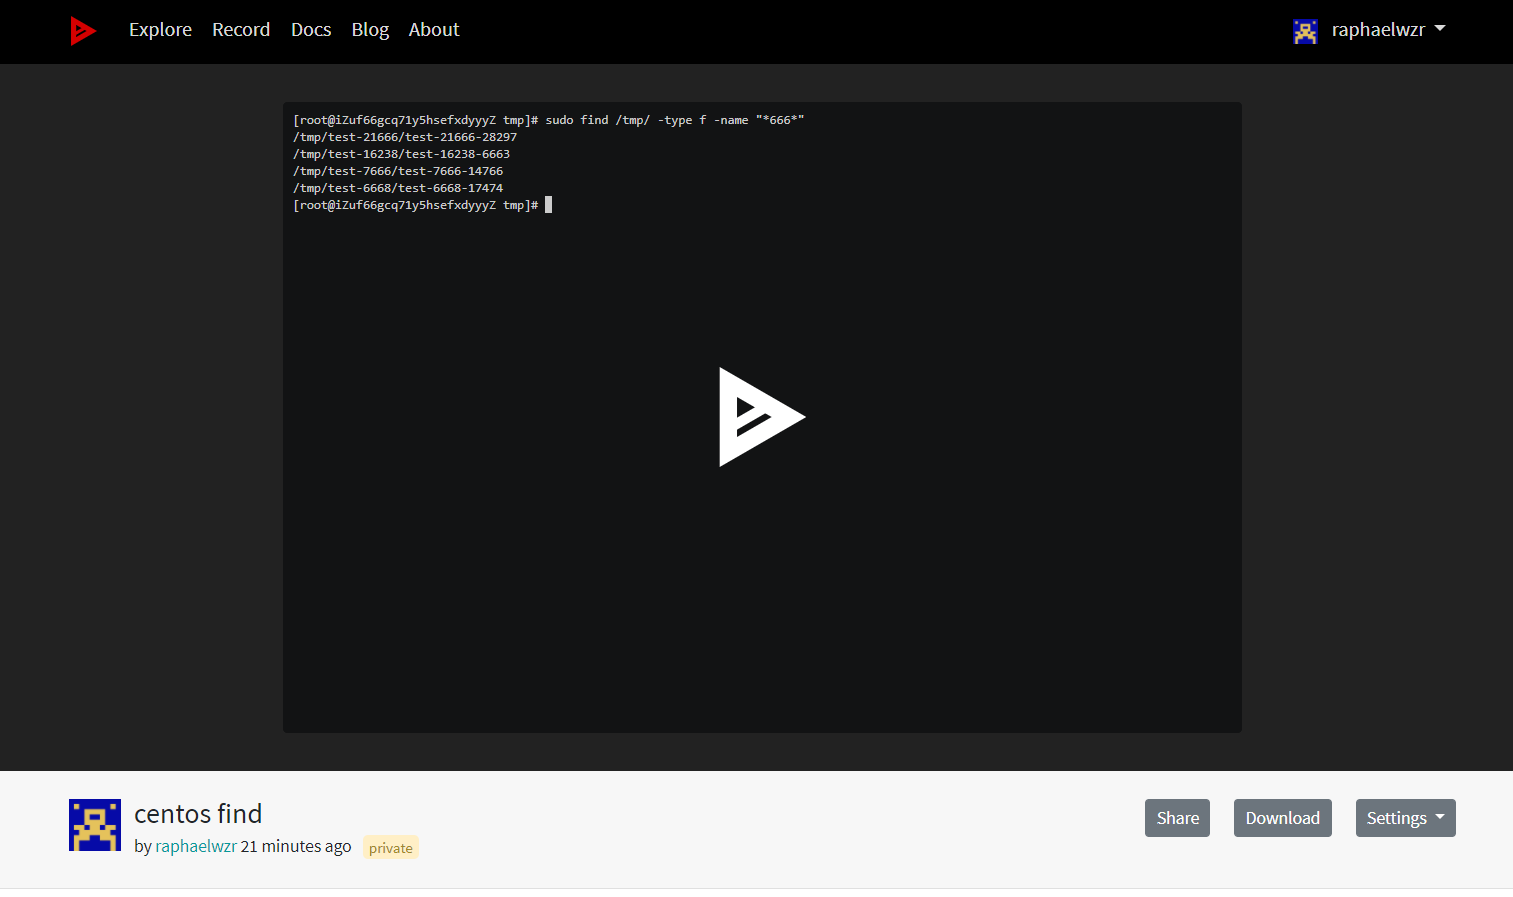 Explore Record Docs Blog About raphaelwzr
[root@iZuf66gcq71y5hsefxdyyyZ tmp]# sudo find /tmp/ -type f -name "*666*"
/tmp/test-21666/test-21666-28297
/tmp/test-16238/test-16238-6663
/tmp/test-7666/test-7666-14766
/tmp/test-6668/test-6668-17474
[root@iZuf66gcq71y5hsefxdyyyZ tmp]#
centos find
by raphaelwzr 21 minutes ago private
Share Download Settings